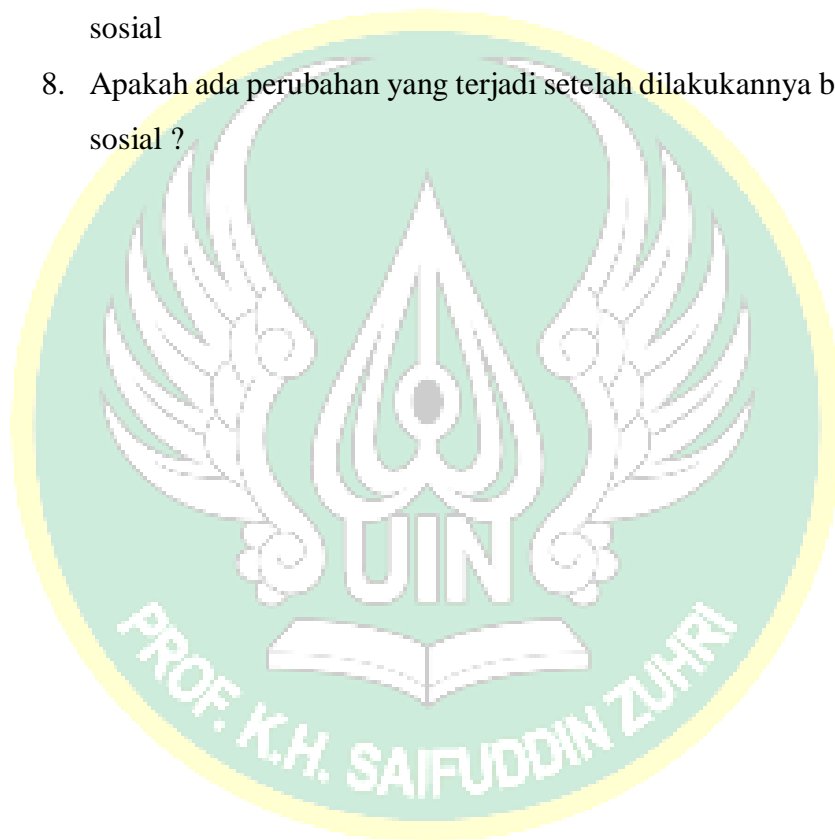 sosial
8. Apakah ada perubahan yang terjadi setelah dilakukannya b
sosial ?
UIN
PROF. K.H. SAIFUDDIN ZUHRI